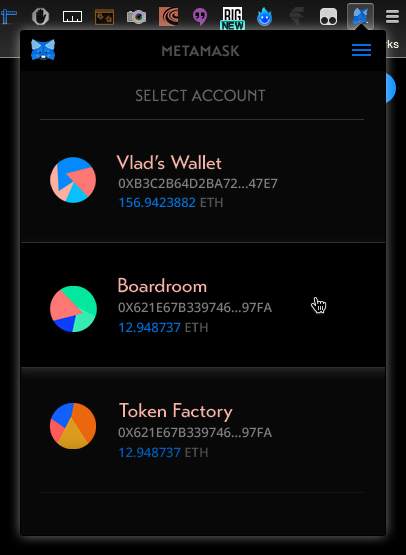 BIG
NEW
ks
METAMASK
SELECT ACCOUNT
Vlad's Wallet
0XB3C2B64D2BA72...47E7
156.9423882 ETH
Boardroom
0X621E67B339746...97FA
12.948737 ETH
Token Factory
0X621E67B339746...97FA
12.948737 ETH